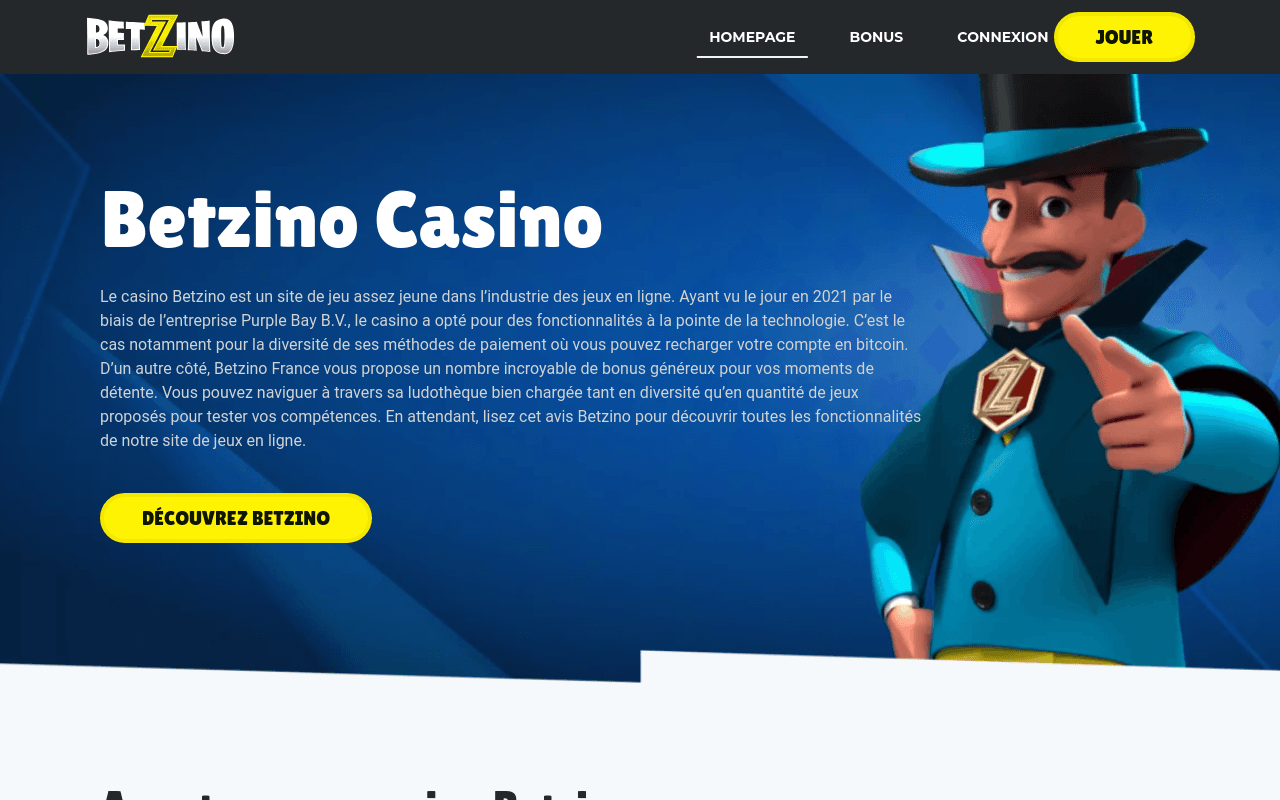 BETZINO
HOMEPAGE
BONUS
CONNEXION
JOUER
Betzino Casino
Le casino Betzino est un site de jeu assez jeune dans l’industrie des jeux en ligne. Ayant vu le jour en 2021 par le
biais de l’entreprise Purple Bay B.V., le casino a opté pour des fonctionnalités à la pointe de la technologie. C’est le
cas notamment pour la diversité de ses méthodes de paiement où vous pouvez recharger votre compte en bitcoin.
D’un autre côté, Betzino France vous propose un nombre incroyable de bonus généreux pour vos moments de
détente. Vous pouvez naviguer à travers sa ludothèque bien chargée tant en diversité qu’en quantité de jeux
proposés pour tester vos compétences. En attendant, lisez cet avis Betzino pour découvrir toutes les fonctionnalités
de notre site de jeux en ligne.
Z
DÉCOUVREZ BETZINO